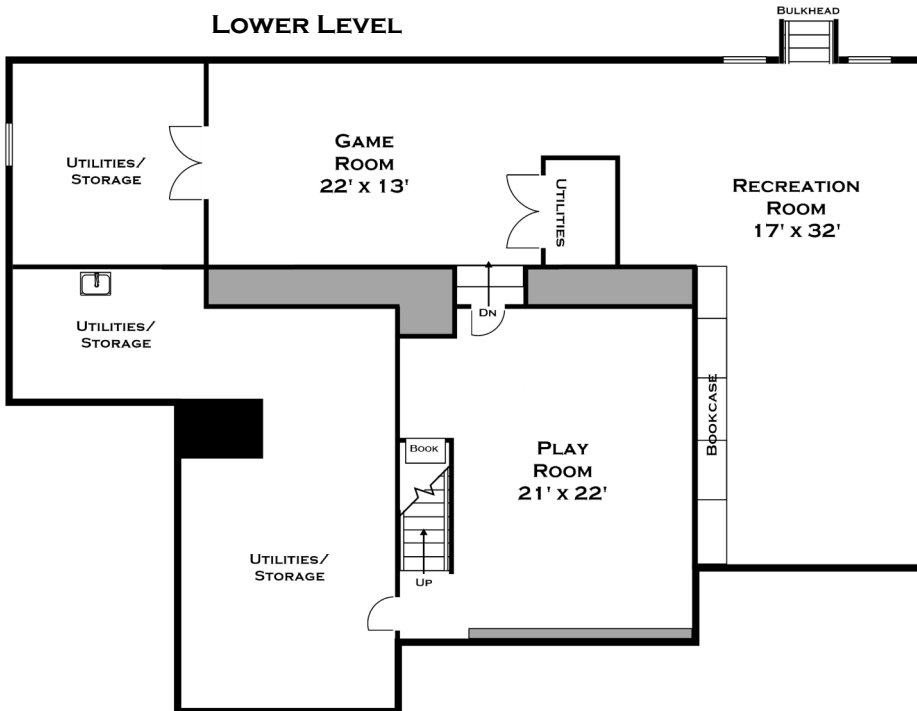 LOWER LEVEL
BULKHEAD
UTILITIES/
STORAGE
GAME
ROOM
22' X 13'
UTILITIES
RECREATION
ROOM
17' X 32'
DN
UTILITIES/
STORAGE
BOOKCASE
BOOK
PLAY
ROOM
21' X 22'
UTILITIES/
STORAGE
UP